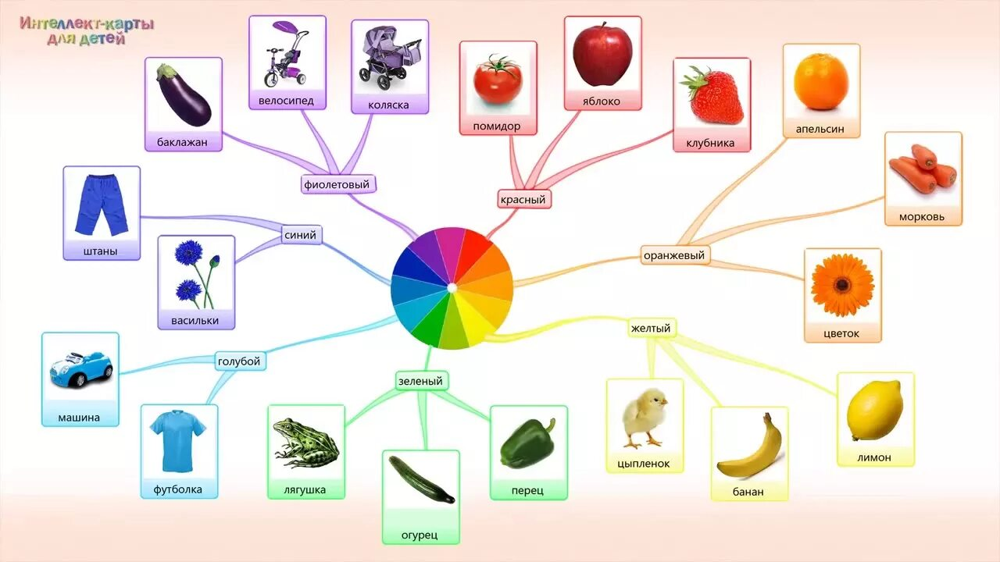 Интеллект-карты
для детей
баклажан
велосипед
коляска
фиолетовый
помидор
яблоко
клубника
красный
апельсин
морковь
цветок
оранжевый
штаны
васильки
синий
машина
футболка
голубой
зеленый
лягушка
огурец
перец
желтый
цыпленок
банан
лимон